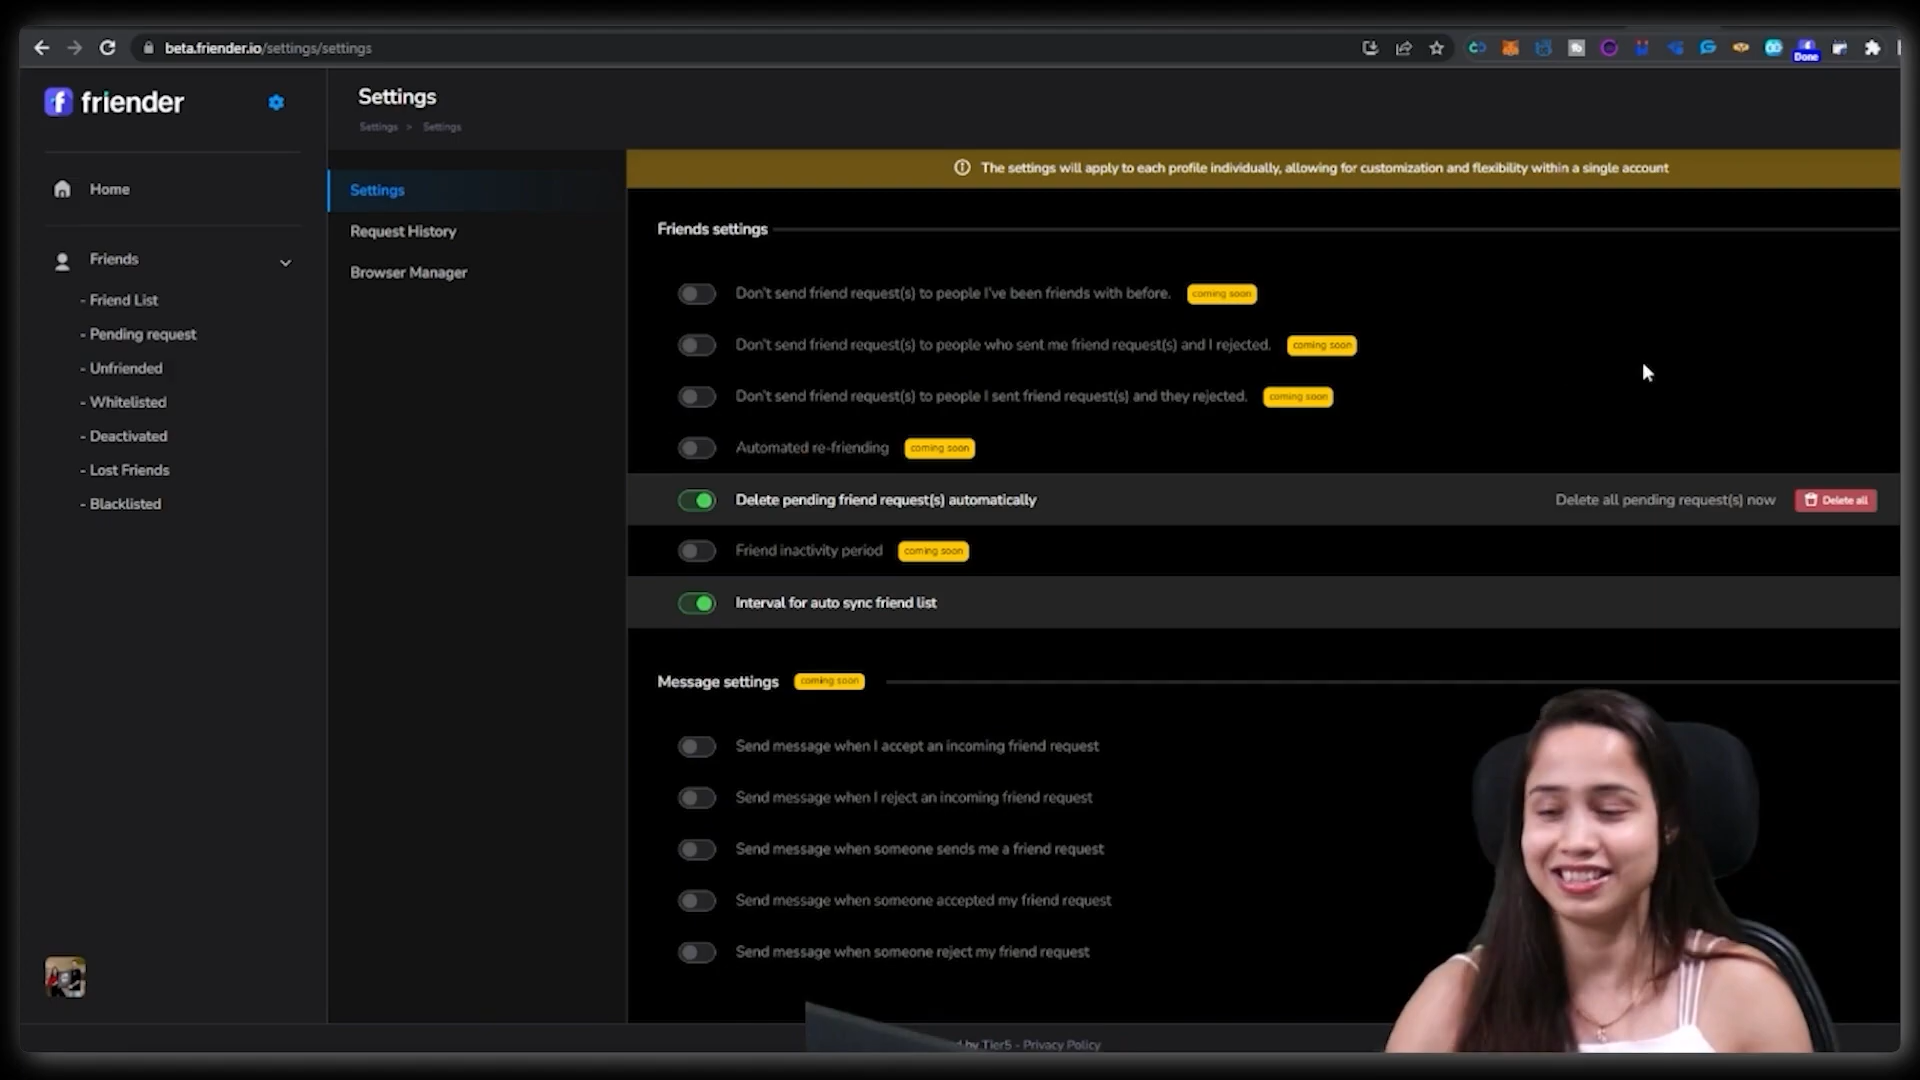 beta.friender.io/settings/settings
Done
friender
Settings
Settings > Settings
Home
Friends
- Friend List
- Pending request
- Unfriended
- Whitelisted
- Deactivated
- Lost Friends
- Blacklisted
Settings
Request History
Browser Manager
The settings will apply to each profile individually, allowing for customization and flexibility within a single account
Friends settings
Don't send friend request(s) to people I've been friends with before. coming soon
Don't send friend request(s) to people who sent me friend request(s) and I rejected. coming soon
Don't send friend request(s) to people I sent friend request(s) and they rejected. coming soon
Automated re-friending coming soon
Delete pending friend request(s) automatically Delete all pending request(s) now Delete all
Friend inactivity period coming soon
Interval for auto sync friend list
Message settings coming soon
Send message when I accept an incoming friend request
Send message when I reject an incoming friend request
Send message when someone sends me a friend request
Send message when someone accepted my friend request
Send message when someone reject my friend request
by Tier5 - Privacy Policy